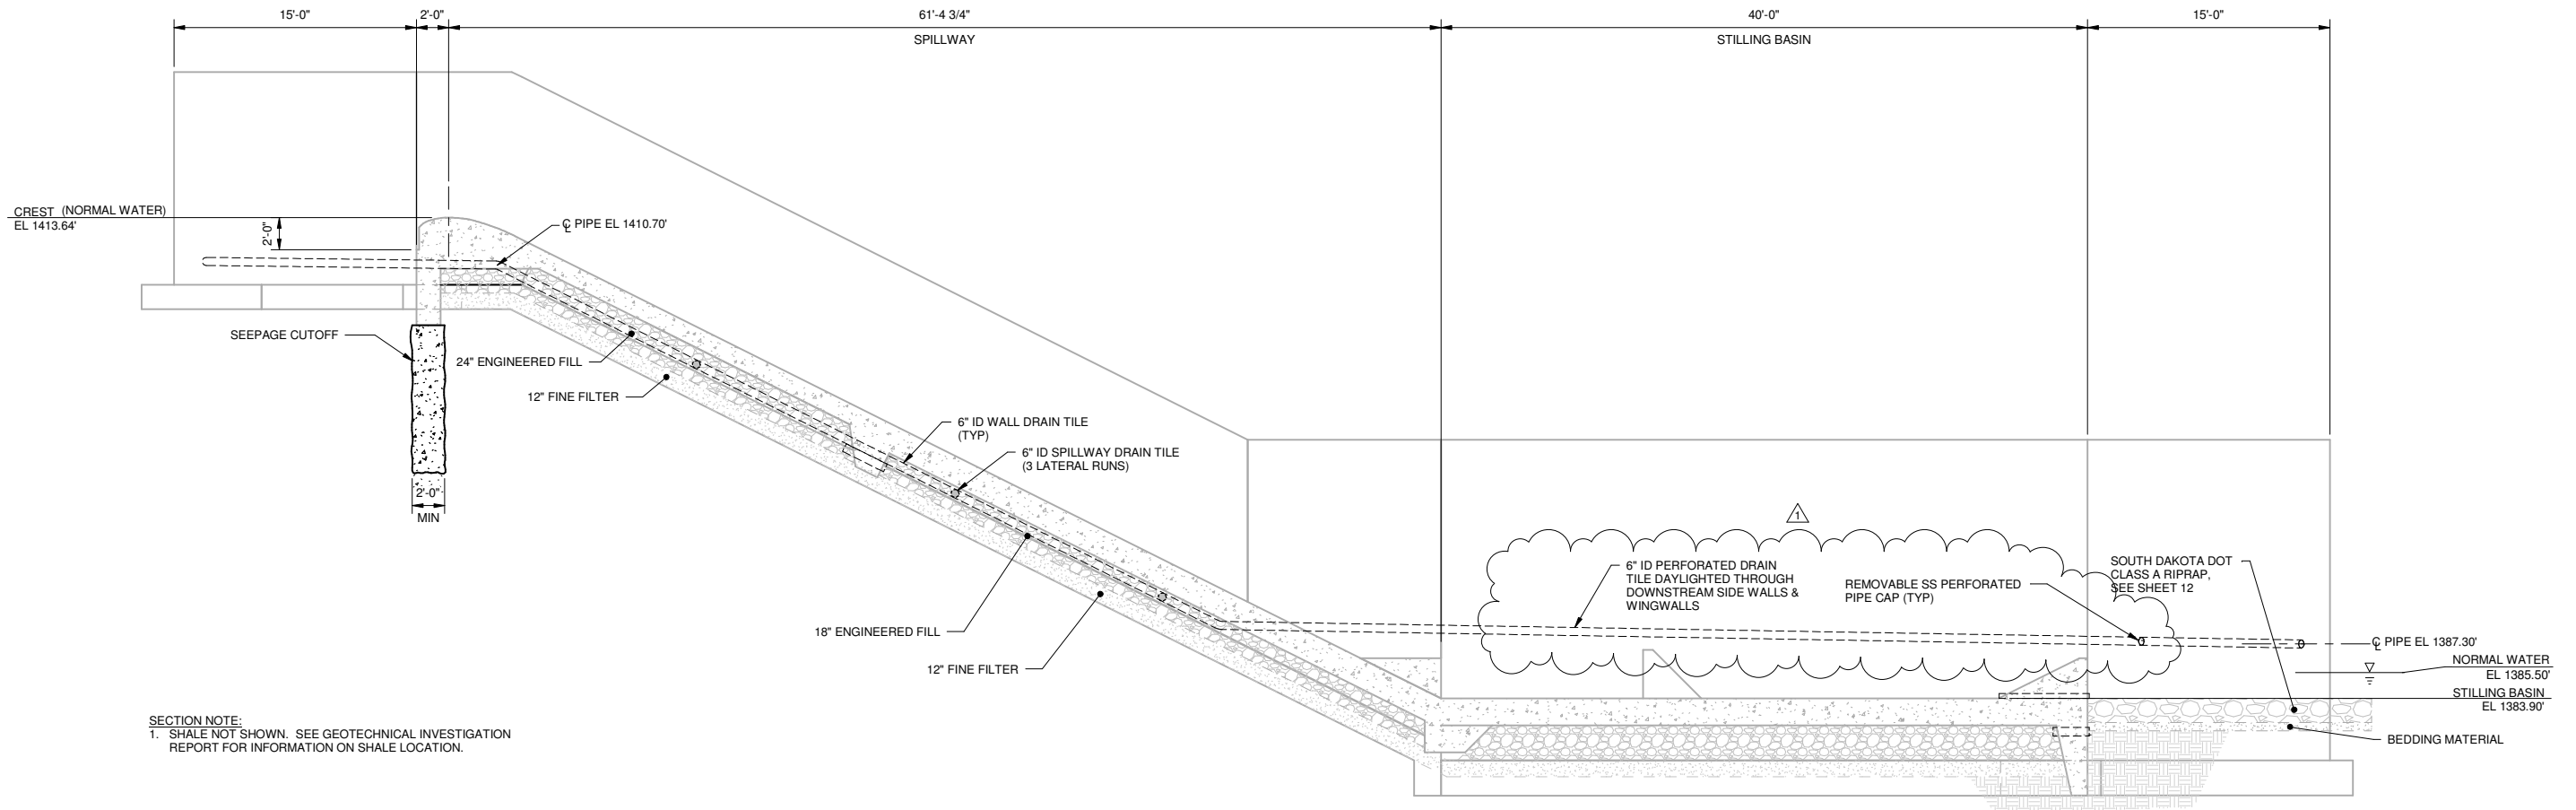 15'-0"
2'-0"
61'-4 3/4"
40'-0"
15'-0"
SPILLWAY
STILLING BASIN
CREST (NORMAL WATER)
EL 1413.64'
2'-0"
℄ PIPE EL 1410.70'
SEEPAGE CUTOFF
24" ENGINEERED FILL
12" FINE FILTER
2'-0"
MIN
6" ID WALL DRAIN TILE
(TYP)
6" ID SPILLWAY DRAIN TILE
(3 LATERAL RUNS)
18" ENGINEERED FILL
12" FINE FILTER
1
6" ID PERFORATED DRAIN
TILE DAYLIGHTED THROUGH
DOWNSTREAM SIDE WALLS &
WINGWALLS
REMOVABLE SS PERFORATED
PIPE CAP (TYP)
SOUTH DAKOTA DOT
CLASS A RIPRAP,
SEE SHEET 12
℄ PIPE EL 1387.30'
NORMAL WATER
EL 1385.50'
STILLING BASIN
EL 1383.90'
BEDDING MATERIAL
SECTION NOTE:
1. SHALE NOT SHOWN. SEE GEOTECHNICAL INVESTIGATION
REPORT FOR INFORMATION ON SHALE LOCATION.